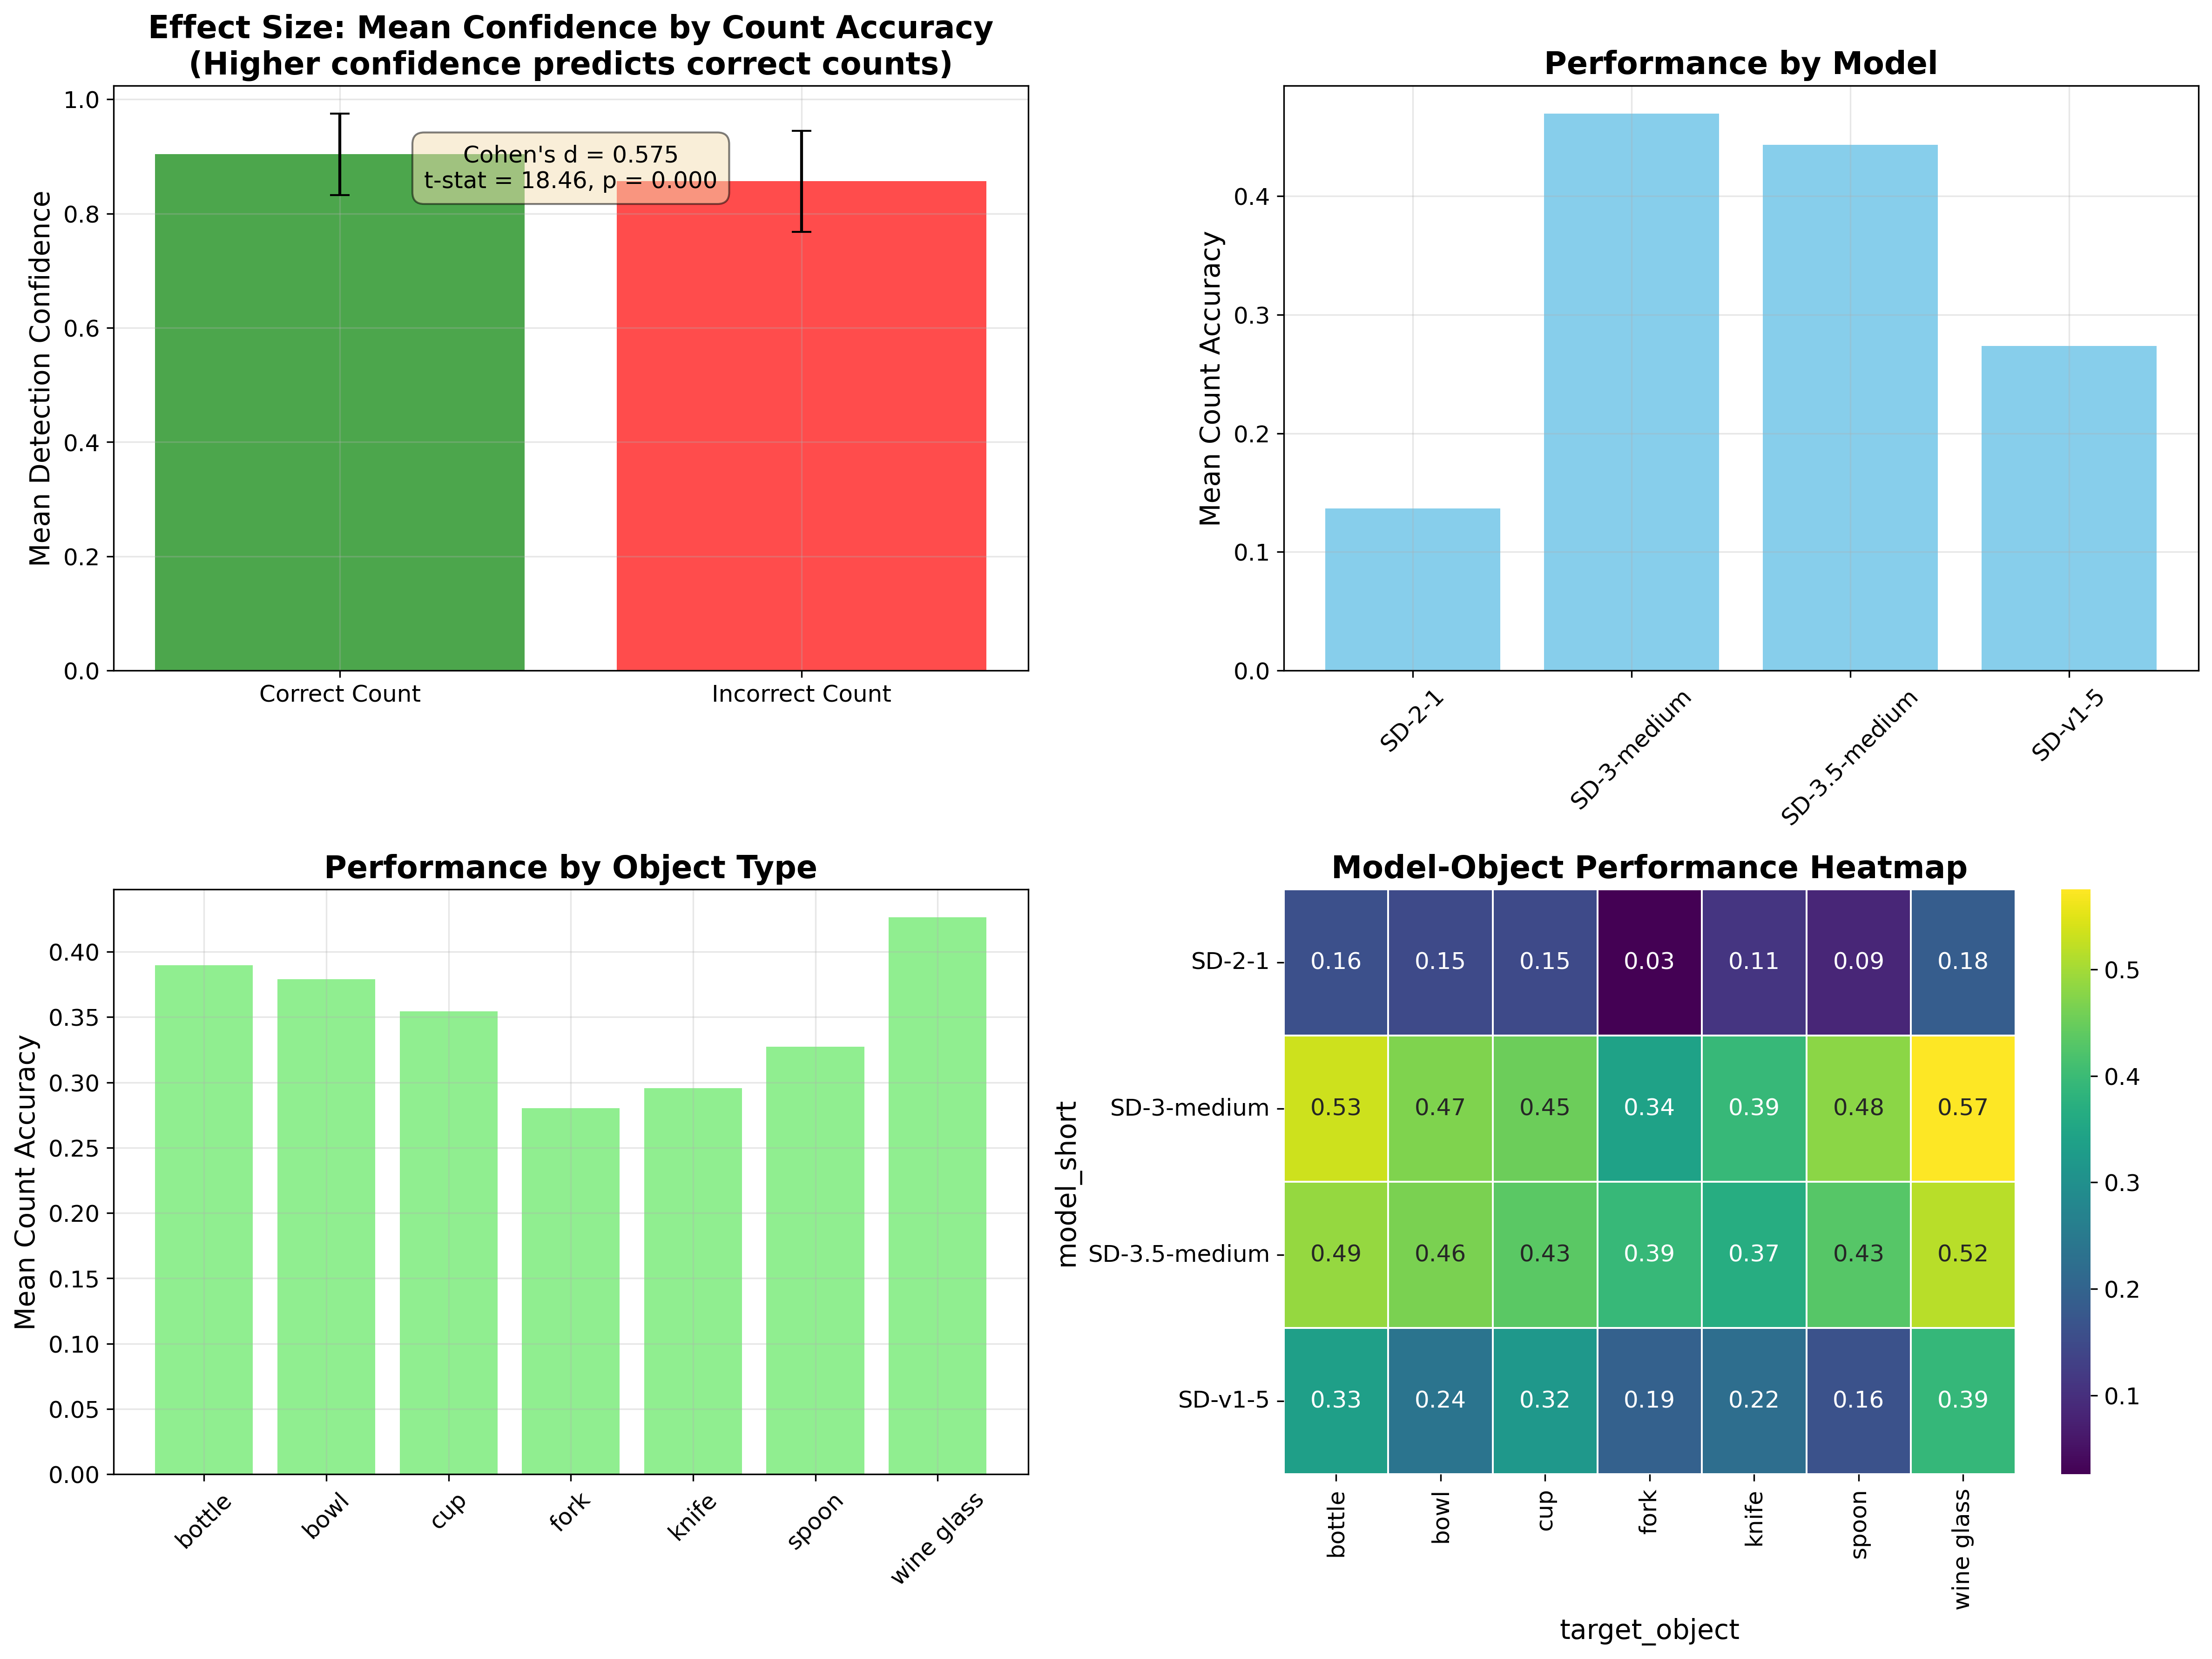 Effect Size: Mean Confidence by Count Accuracy
(Higher confidence predicts correct counts)
Mean Detection Confidence
1.0
0.8
0.6
0.4
0.2
0.0
Cohen's d = 0.575
t-stat = 18.46, p = 0.000
Correct Count
Incorrect Count
Performance by Model
Mean Count Accuracy
0.4
0.3
0.2
0.1
0.0
SD-2-1
SD-3-medium
SD-3.5-medium
SD-v1-5
Performance by Object Type
Mean Count Accuracy
0.40
0.35
0.30
0.25
0.20
0.15
0.10
0.05
0.00
bottle
bowl
cup
fork
knife
spoon
wine glass
Model-Object Performance Heatmap
model_short
SD-2-1
0.16 0.15 0.15 0.03 0.11 0.09 0.18
SD-3-medium
0.53 0.47 0.45 0.34 0.39 0.48 0.57
SD-3.5-medium
0.49 0.46 0.43 0.39 0.37 0.43 0.52
SD-v1-5
0.33 0.24 0.32 0.19 0.22 0.16 0.39
bottle
bowl
cup
fork
knife
spoon
wine glass
target_object
0.5
0.4
0.3
0.2
0.1